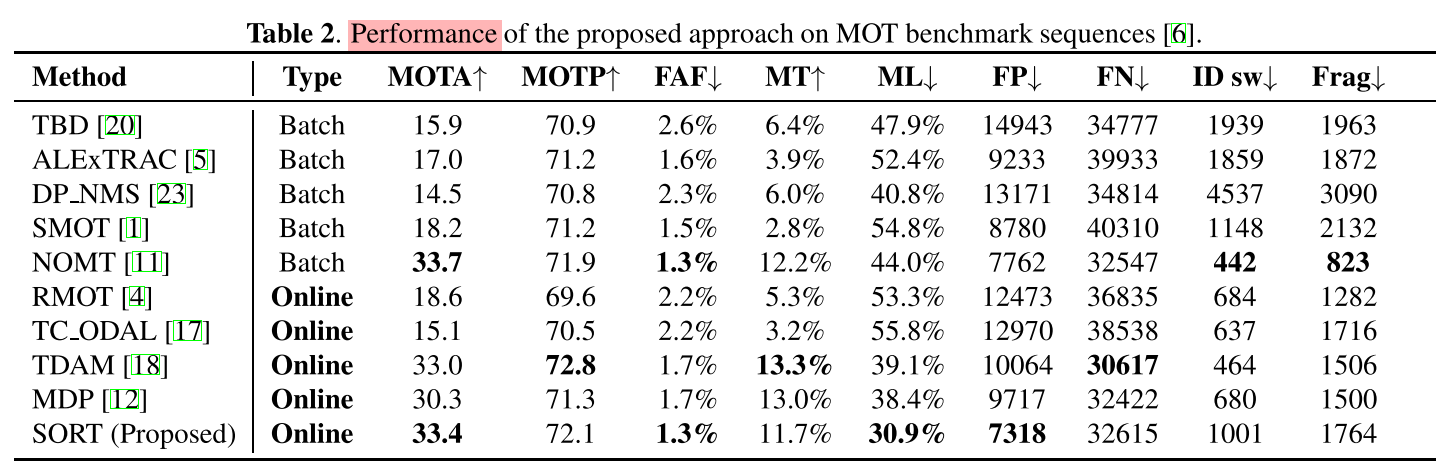 Table 2. Performance of the proposed approach on MOT benchmark sequences [6].
Method Type MOTA↑ MOTP↑ FAF↓ MT↑ ML↓ FP↓ FN↓ ID sw↓ Frag↓
TBD [20] Batch 15.9 70.9 2.6% 6.4% 47.9% 14943 34777 1939 1963
ALExTRAC [5] Batch 17.0 71.2 1.6% 3.9% 52.4% 9233 39933 1859 1872
DP_NMS [23] Batch 14.5 70.8 2.3% 6.0% 40.8% 13171 34814 4537 3090
SMOT [1] Batch 18.2 71.2 1.5% 2.8% 54.8% 8780 40310 1148 2132
NOMT [11] Batch 33.7 71.9 1.3% 12.2% 44.0% 7762 32547 442 823
RMOT [4] Online 18.6 69.6 2.2% 5.3% 53.3% 12473 36835 684 1282
TC_ODAL [17] Online 15.1 70.5 2.2% 3.2% 55.8% 12970 38538 637 1716
TDAM [18] Online 33.0 72.8 1.7% 13.3% 39.1% 10064 30617 464 1506
MDP [12] Online 30.3 71.3 1.7% 13.0% 38.4% 9717 32422 680 1500
SORT (Proposed) Online 33.4 72.1 1.3% 11.7% 30.9% 7318 32615 1001 1764